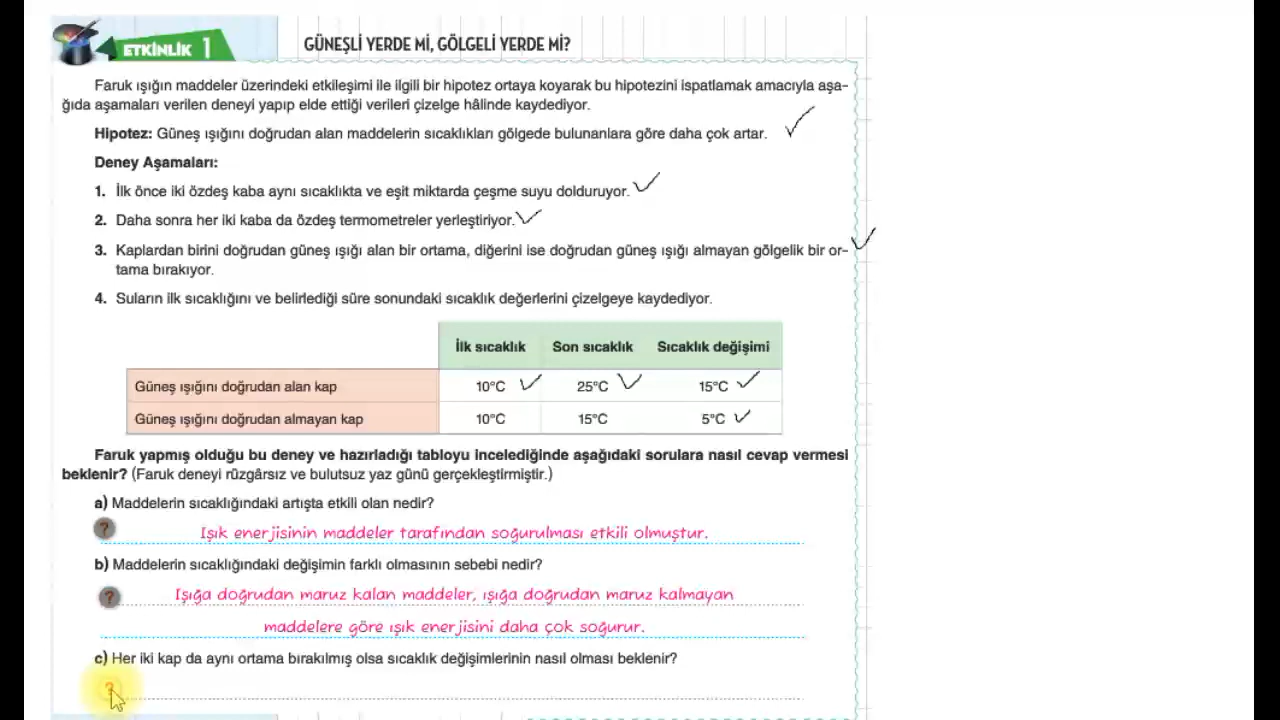 ETKİNLİK 1
GÜNEŞLİ YERDE Mİ, GÖLGELİ YERDE Mİ?
Faruk ışığın maddeler üzerindeki etkileşimi ile ilgili bir hipotez ortaya koyarak bu hipotezini ispatlamak amacıyla aşa-
ğıda aşamaları verilen deneyi yapıp elde ettiği verileri çizelge hâlinde kaydediyor.
Hipotez: Güneş ışığını doğrudan alan maddelerin sıcaklıkları gölgede bulunanlara göre daha çok artar.
Deney Aşamaları:
1. İlk önce iki özdeş kaba aynı sıcaklıkta ve eşit miktarda çeşme suyu dolduruyor.
2. Daha sonra her iki kaba da özdeş termometreler yerleştiriyor.
3. Kaplardan birini doğrudan güneş ışığı alan bir ortama, diğerini ise doğrudan güneş ışığı almayan gölgelik bir or-
tama bırakıyor.
4. Suların ilk sıcaklığını ve belirlediği süre sonundaki sıcaklık değerlerini çizelgeye kaydediyor.
İlk sıcaklık Son sıcaklık Sıcaklık değişimi
Güneş ışığını doğrudan alan kap 10°C 25°C 15°C
Güneş ışığını doğrudan almayan kap 10°C 15°C 5°C
Faruk yapmış olduğu bu deney ve hazırladığı tabloyu incelediğinde aşağıdaki sorulara nasıl cevap vermesi
beklenir? (Faruk deneyi rüzgârsız ve bulutsuz yaz günü gerçekleştirmiştir.)
a) Maddelerin sıcaklığındaki artışta etkili olan nedir?
? Işık enerjisinin maddeler tarafından soğurulması etkili olmuştur.
b) Maddelerin sıcaklığındaki değişimin farklı olmasının sebebi nedir?
? Işığa doğrudan maruz kalan maddeler, ışığa doğrudan maruz kalmayan
maddelere göre ışık enerjisini daha çok soğurur.
c) Her iki kap da aynı ortama bırakılmış olsa sıcaklık değişimlerinin nasıl olması beklenir?
?